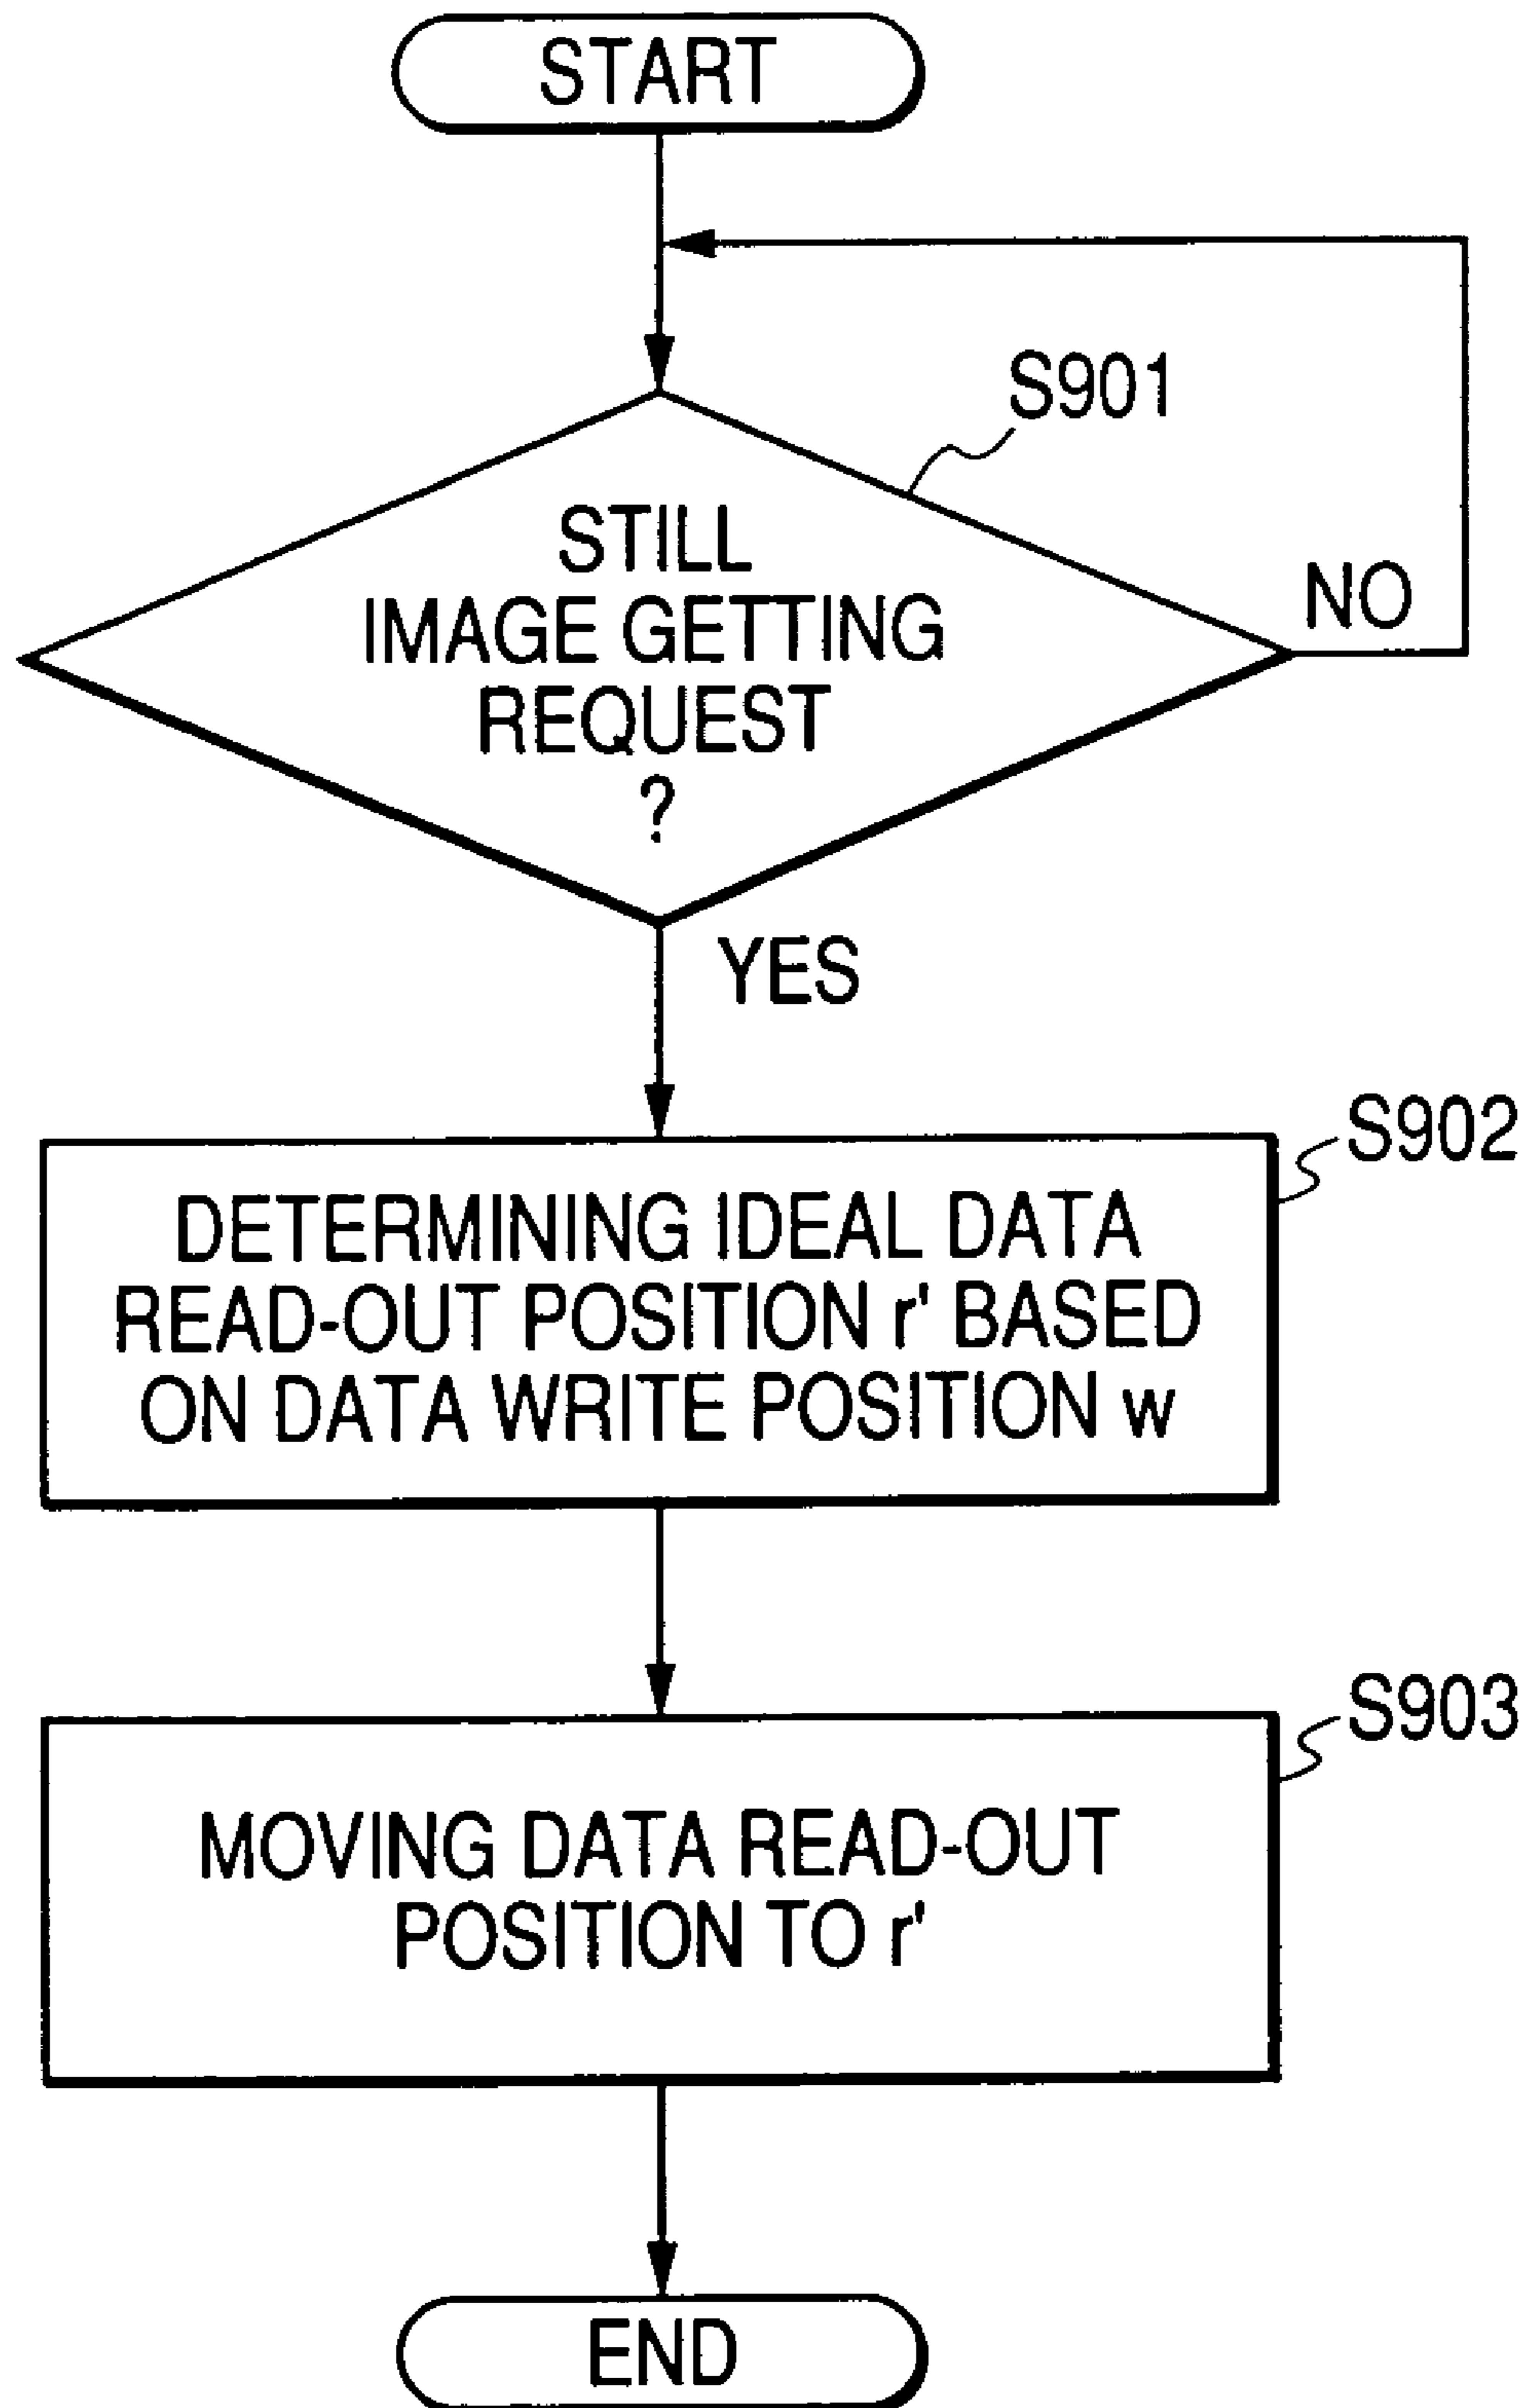 START
S901
STILL
IMAGE GETTING
REQUEST
?
NO
YES
S902
DETERMINING IDEAL DATA
READ-OUT POSITION r' BASED
ON DATA WRITE POSITION w
S903
MOVING DATA READ-OUT
POSITION TO r'
END